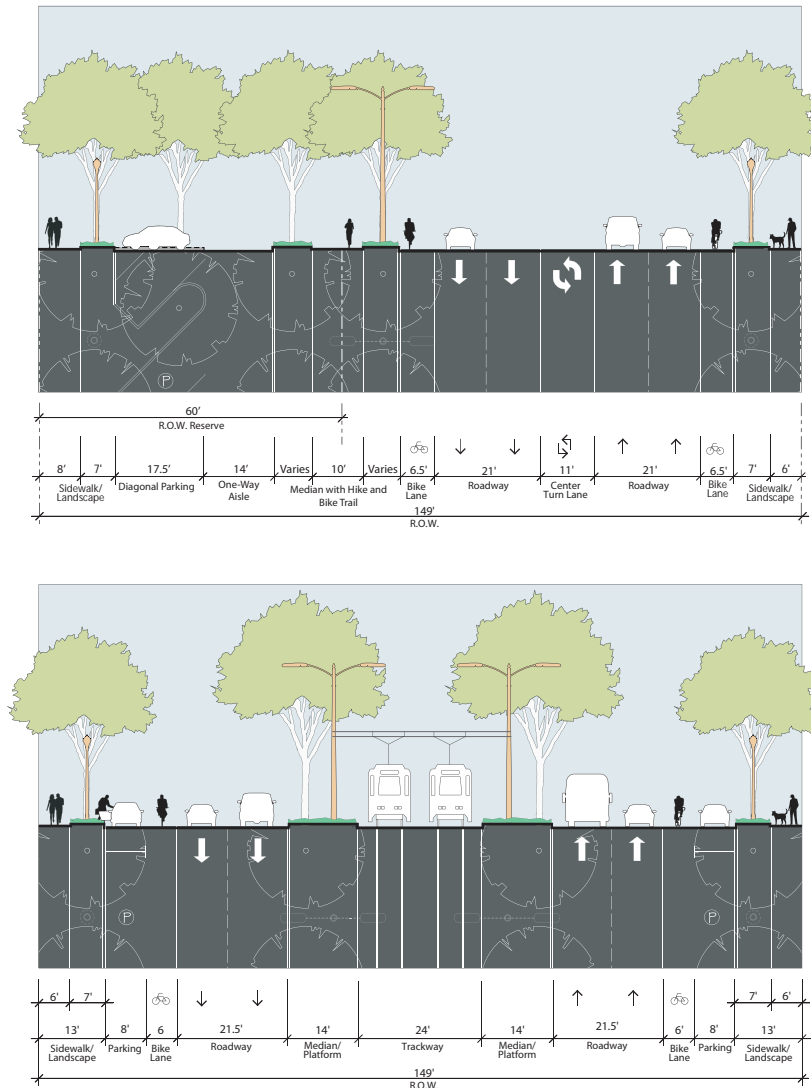 P
60’
R.O.W. Reserve
8’ 7’ 17.5’ 14’ Varies 10’ Varies 6.5' 21' 11' 21' 6.5' 7' 6'
Sidewalk/
Landscape
Diagonal Parking
One-Way
Aisle
Median with Hike and
Bike Trail
Bike
Lane
Roadway
Center
Turn Lane
Roadway
Bike
Lane
Sidewalk/
Landscape
149'
R.O.W.
P P
6' 7' 7' 6'
13' 8' 6 21.5' 14' 24' 14' 21.5' 6' 8' 13'
Sidewalk/
Landscape
Parking
Bike
Lane
Roadway
Median/
Platform
Trackway
Median/
Platform
Roadway
Bike
Lane
Parking
Sidewalk/
Landscape
149'
R.O.W.